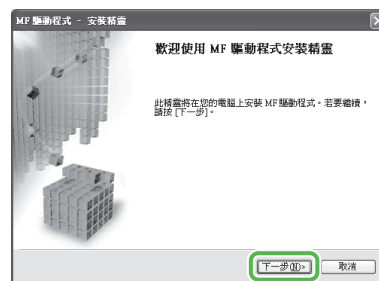 MF 驅動程式 - 安裝精靈
歡迎使用 MF 驅動程式安裝精靈
此精靈將在您的電腦上安裝 MF 驅動程式。若要繼續，
請按 [下一步]。
下一步(N)> 取消